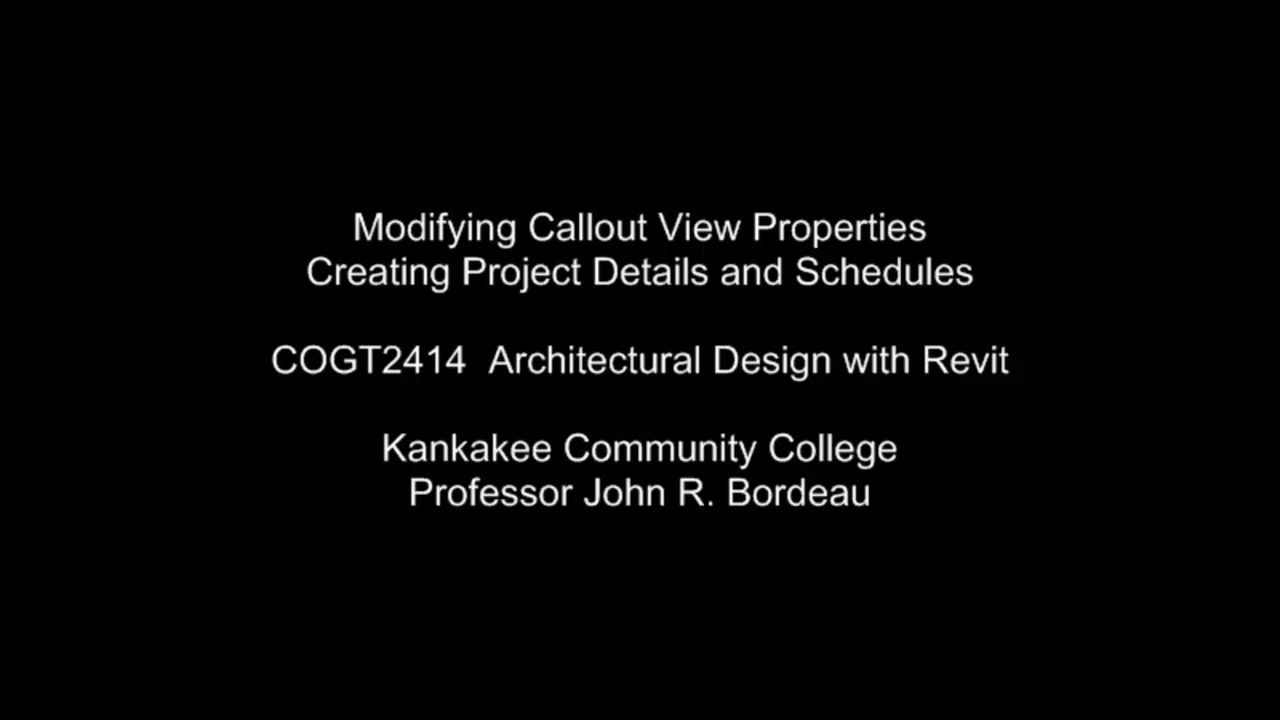 Modifying Callout View Properties
Creating Project Details and Schedules
COGT2414  Architectural Design with Revit
Kankakee Community College
Professor John R. Bordeau